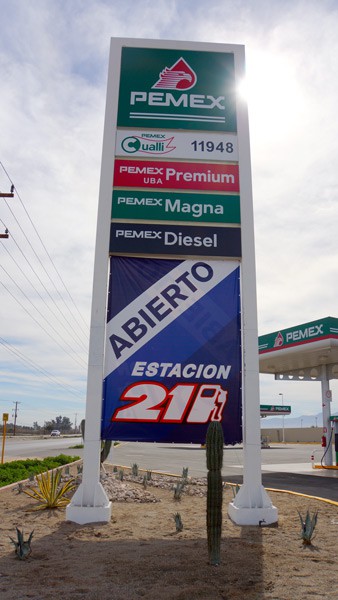 PEMEX
PEMEX
Cualli 11948
PEMEX Premium
UBA
PEMEX Magna
PEMEX Diesel
ABIERTO
ESTACION
21
PEMEX